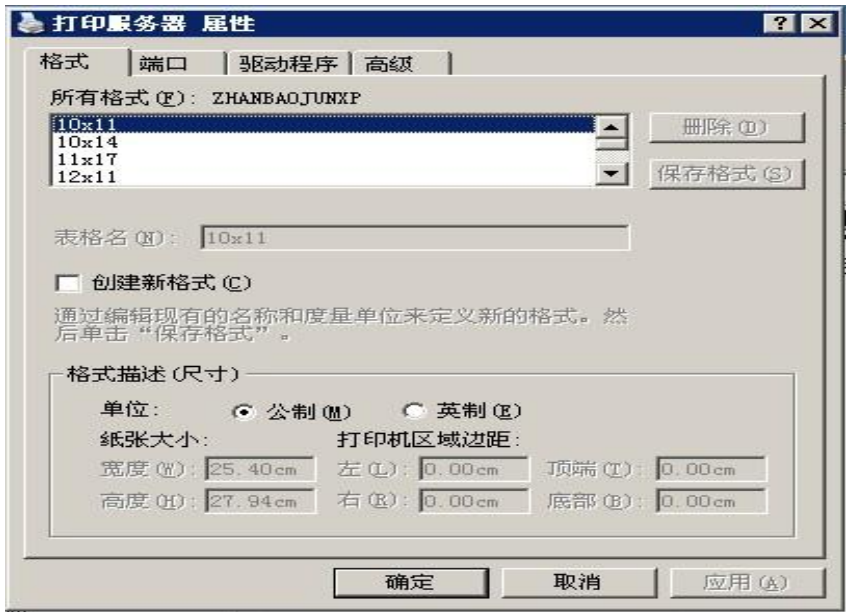 打印服务器 属性
格式 端口 驱动程序 高级
所有格式(F): ZHANBAOJUNXP
10x11
10x14
11x17
12x11
删除(D)
保存格式(S)
表格名(N): 10x11
创建新格式(C)
通过编辑现有的名称和度量单位来定义新的格式。然
后单击“保存格式”。
格式描述(尺寸)
单位: 公制(M) 英制(E)
纸张大小: 打印机区域边距:
宽度(W): 25.40cm 左(L): 0.00cm 顶端(T): 0.00cm
高度(H): 27.94cm 右(R): 0.00cm 底部(B): 0.00cm
确定 取消 应用(A)